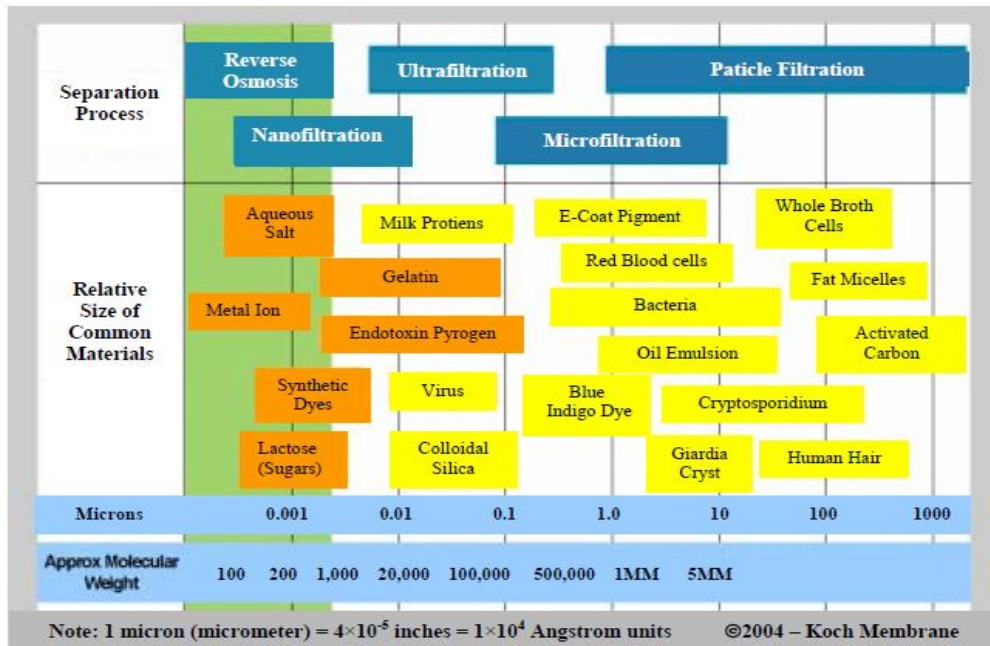 Separation
Process
Reverse
Osmosis
Ultrafiltration
Paticle Filtration
Nanofiltration
Microfiltration
Relative
Size of
Common
Materials
Aqueous
Salt
Milk Protiens
E-Coat Pigment
Whole Broth
Cells
Gelatin
Red Blood cells
Fat Micelles
Metal Ion
Bacteria
Endotoxin Pyrogen
Oil Emulsion
Activated
Carbon
Synthetic
Dyes
Virus
Blue
Indigo Dye
Cryptosporidium
Lactose
(Sugars)
Colloidal
Silica
Giardia
Cryst
Human Hair
Microns 0.001 0.01 0.1 1.0 10 100 1000
Approx Molecular
Weight
100 200 1,000 20,000 100,000 500,000 1MM 5MM
Note: 1 micron (micrometer) = 4×10⁻⁵ inches = 1×10⁴ Angstrom units ©2004 – Koch Membrane